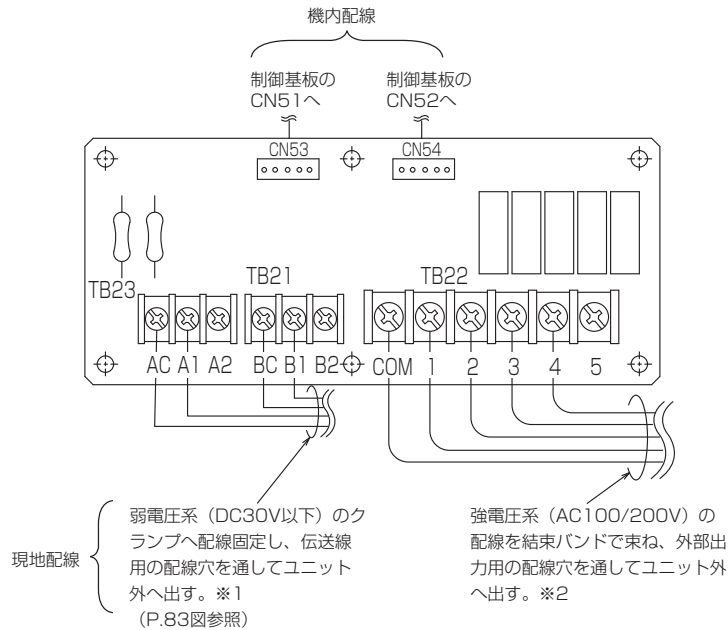 機内配線
制御基板の
CN51へ
制御基板の
CN52へ
CN53
CN54
TB23
TB21
TB22
AC A1 A2 BC B1 B2 COM 1 2 3 4 5
現地配線
弱電圧系（DC30V以下）のク
ランプへ配線固定し、伝送線
用の配線穴を通してユニット
外へ出す。※1
（P.83図参照）
強電圧系（AC100/200V）の
配線を結束バンドで束ね、外部出
力用の配線穴を通してユニット外
へ出す。※2